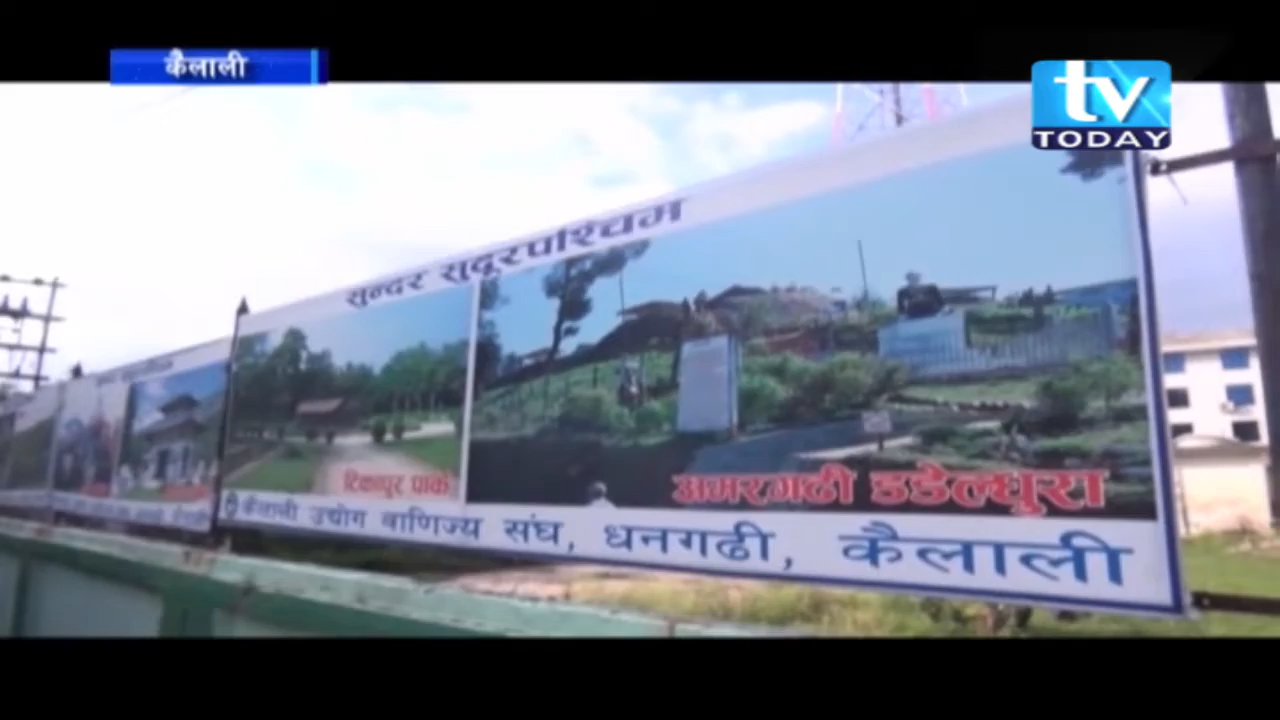 कैलाली
tv
TODAY
सुन्दर सुदूरपश्चिम
टिकापुर पार्क
अमरगढी डडेल्धुरा
कैलाली उद्योग वाणिज्य संघ, धनगढी, कैलाली